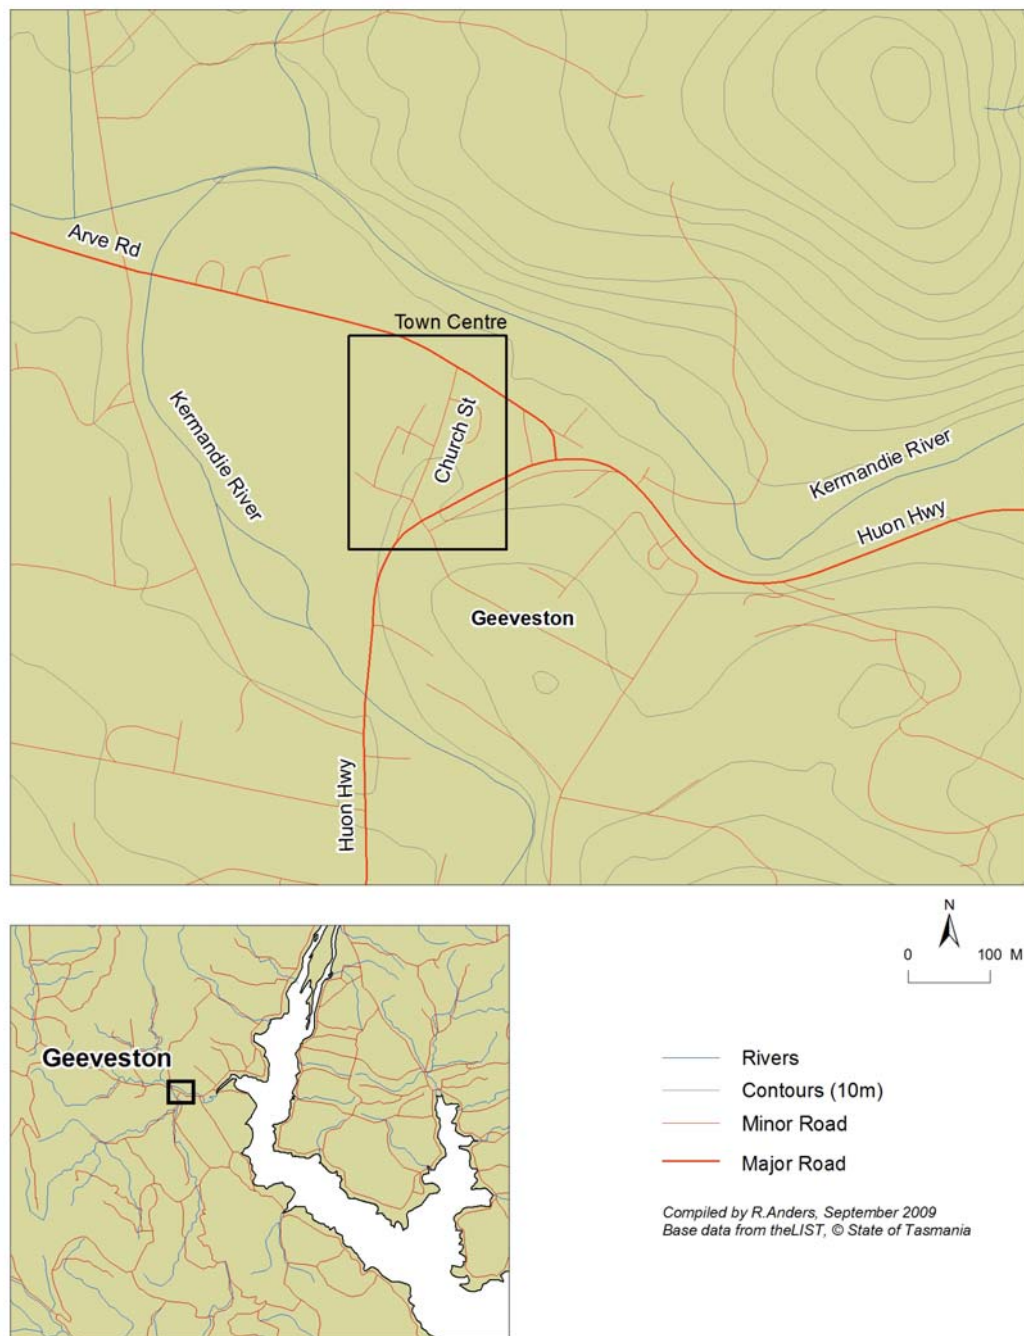 Arve Rd
Town Centre
Church St
Kermandie River
Kermandie River
Huon Hwy
Geeveston
Huon Hwy
N
0 100 M
Geeveston
Rivers
Contours (10m)
Minor Road
Major Road
Compiled by R.Anders, September 2009
Base data from theLIST, © State of Tasmania